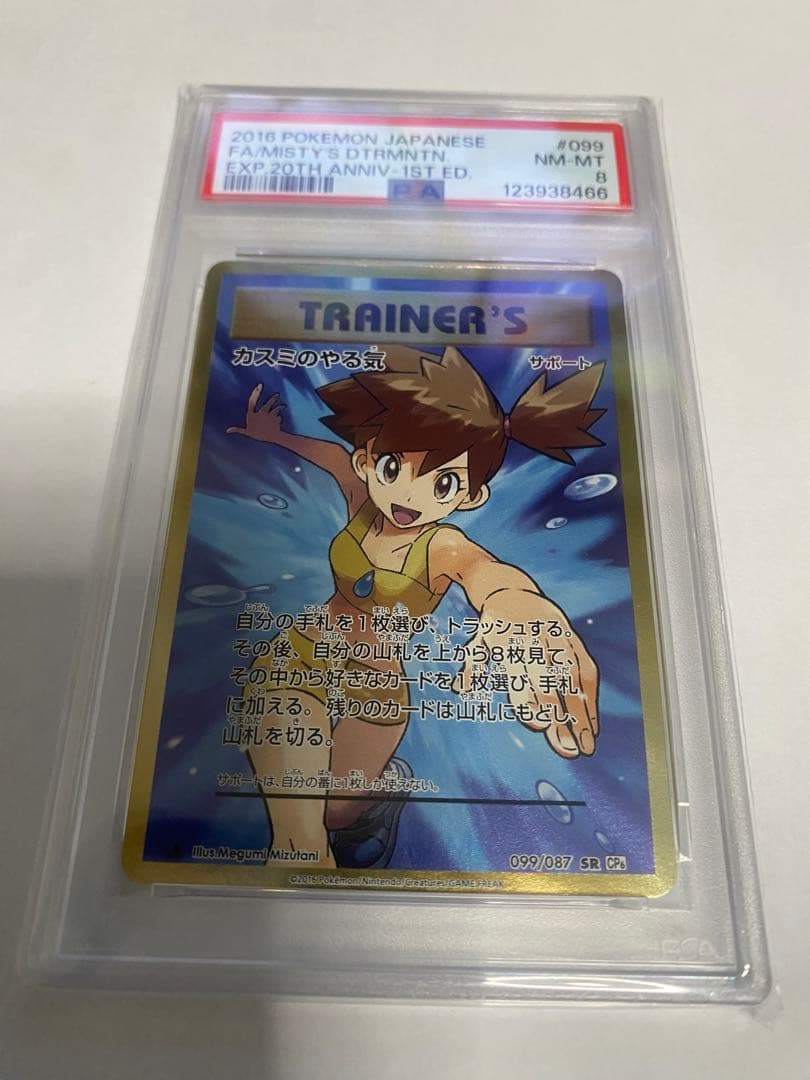 2016 POKEMON JAPANESE #099
FA/MISTY'S DTRMNTN. NM-MT
EXP.20TH ANNIV-1ST ED. 8
123938466
TRAINER'S
カスミのやる気 サポート
自分の手札を1枚選び、トラッシュする。
その後、自分の山札を上から8枚見て、
その中から好きなカードを1枚選び、手札
に加える。残りのカードは山札にもどし、
山札を切る。
サポートは、自分の番に1枚しか使えない。
Illus.Megumi Mizutani 099/087 SR CP6
©2016 Pokémon/Nintendo/Creatures/GAME FREAK